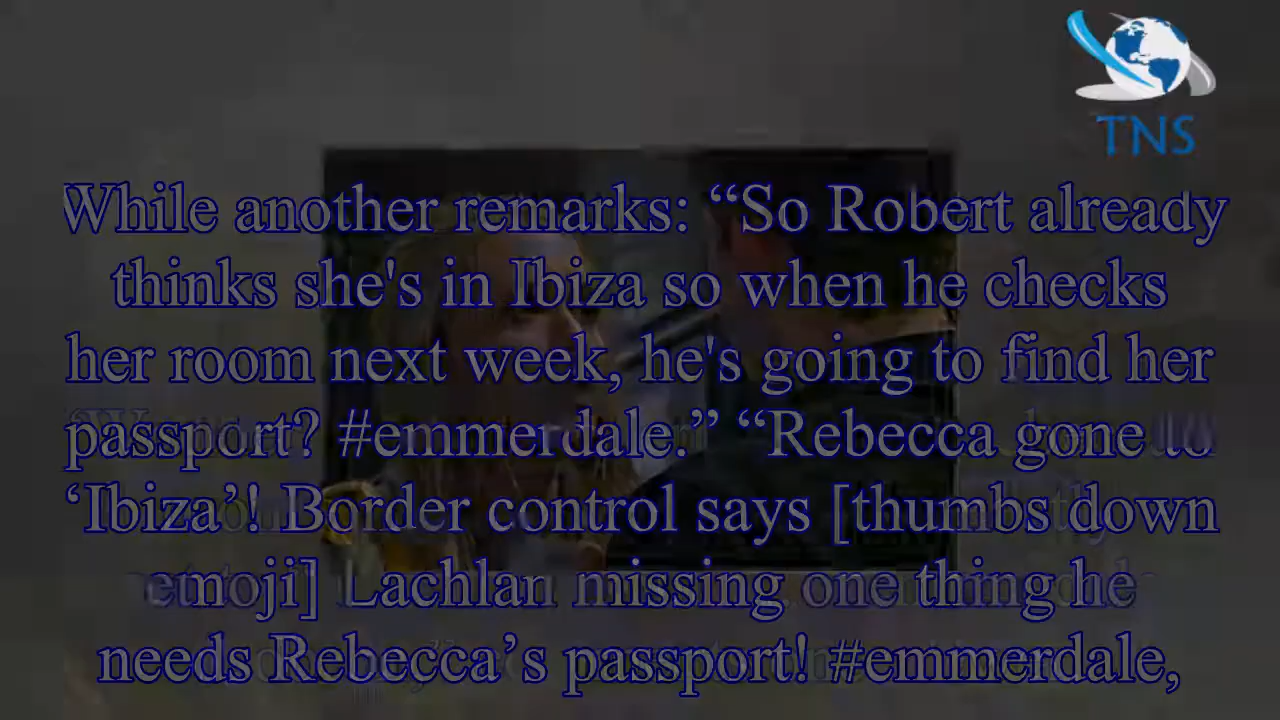 TNS
While another remarks: “So Robert already
thinks she's in Ibiza so when he checks
her room next week, he's going to find her
passport? #emmerdale.” “Rebecca gone to
‘Ibiza’! Border control says [thumbs down
emoji] Lachlan missing one thing he
needs Rebecca’s passport! #emmerdale,